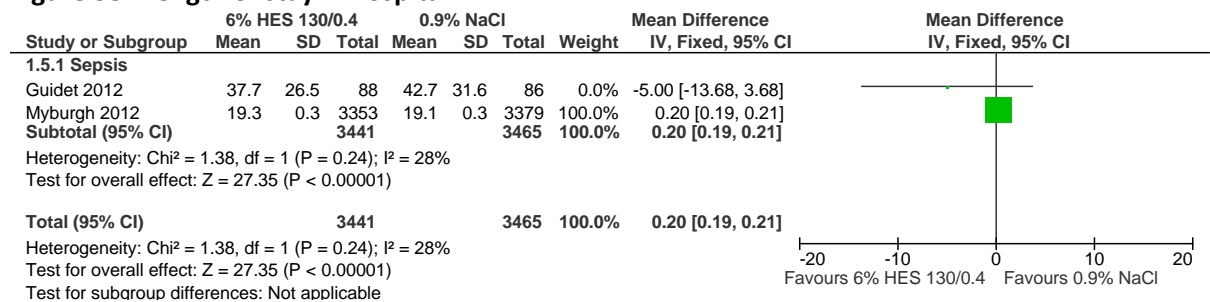 6% HES 130/0.4 0.9% NaCl Mean Difference Mean Difference
Study or Subgroup Mean SD Total Mean SD Total Weight IV, Fixed, 95% CI IV, Fixed, 95% CI
1.5.1 Sepsis
Guidet 2012 37.7 26.5 88 42.7 31.6 86 0.0% -5.00 [-13.68, 3.68]
Myburgh 2012 19.3 0.3 3353 19.1 0.3 3379 100.0% 0.20 [0.19, 0.21]
Subtotal (95% CI) 3441 3465 100.0% 0.20 [0.19, 0.21]
Heterogeneity: Chi² = 1.38, df = 1 (P = 0.24); I² = 28%
Test for overall effect: Z = 27.35 (P < 0.00001)
Total (95% CI) 3441 3465 100.0% 0.20 [0.19, 0.21]
Heterogeneity: Chi² = 1.38, df = 1 (P = 0.24); I² = 28%
Test for overall effect: Z = 27.35 (P < 0.00001)
Test for subgroup differences: Not applicable
-20 -10 0 10 20
Favours 6% HES 130/0.4 Favours 0.9% NaCl